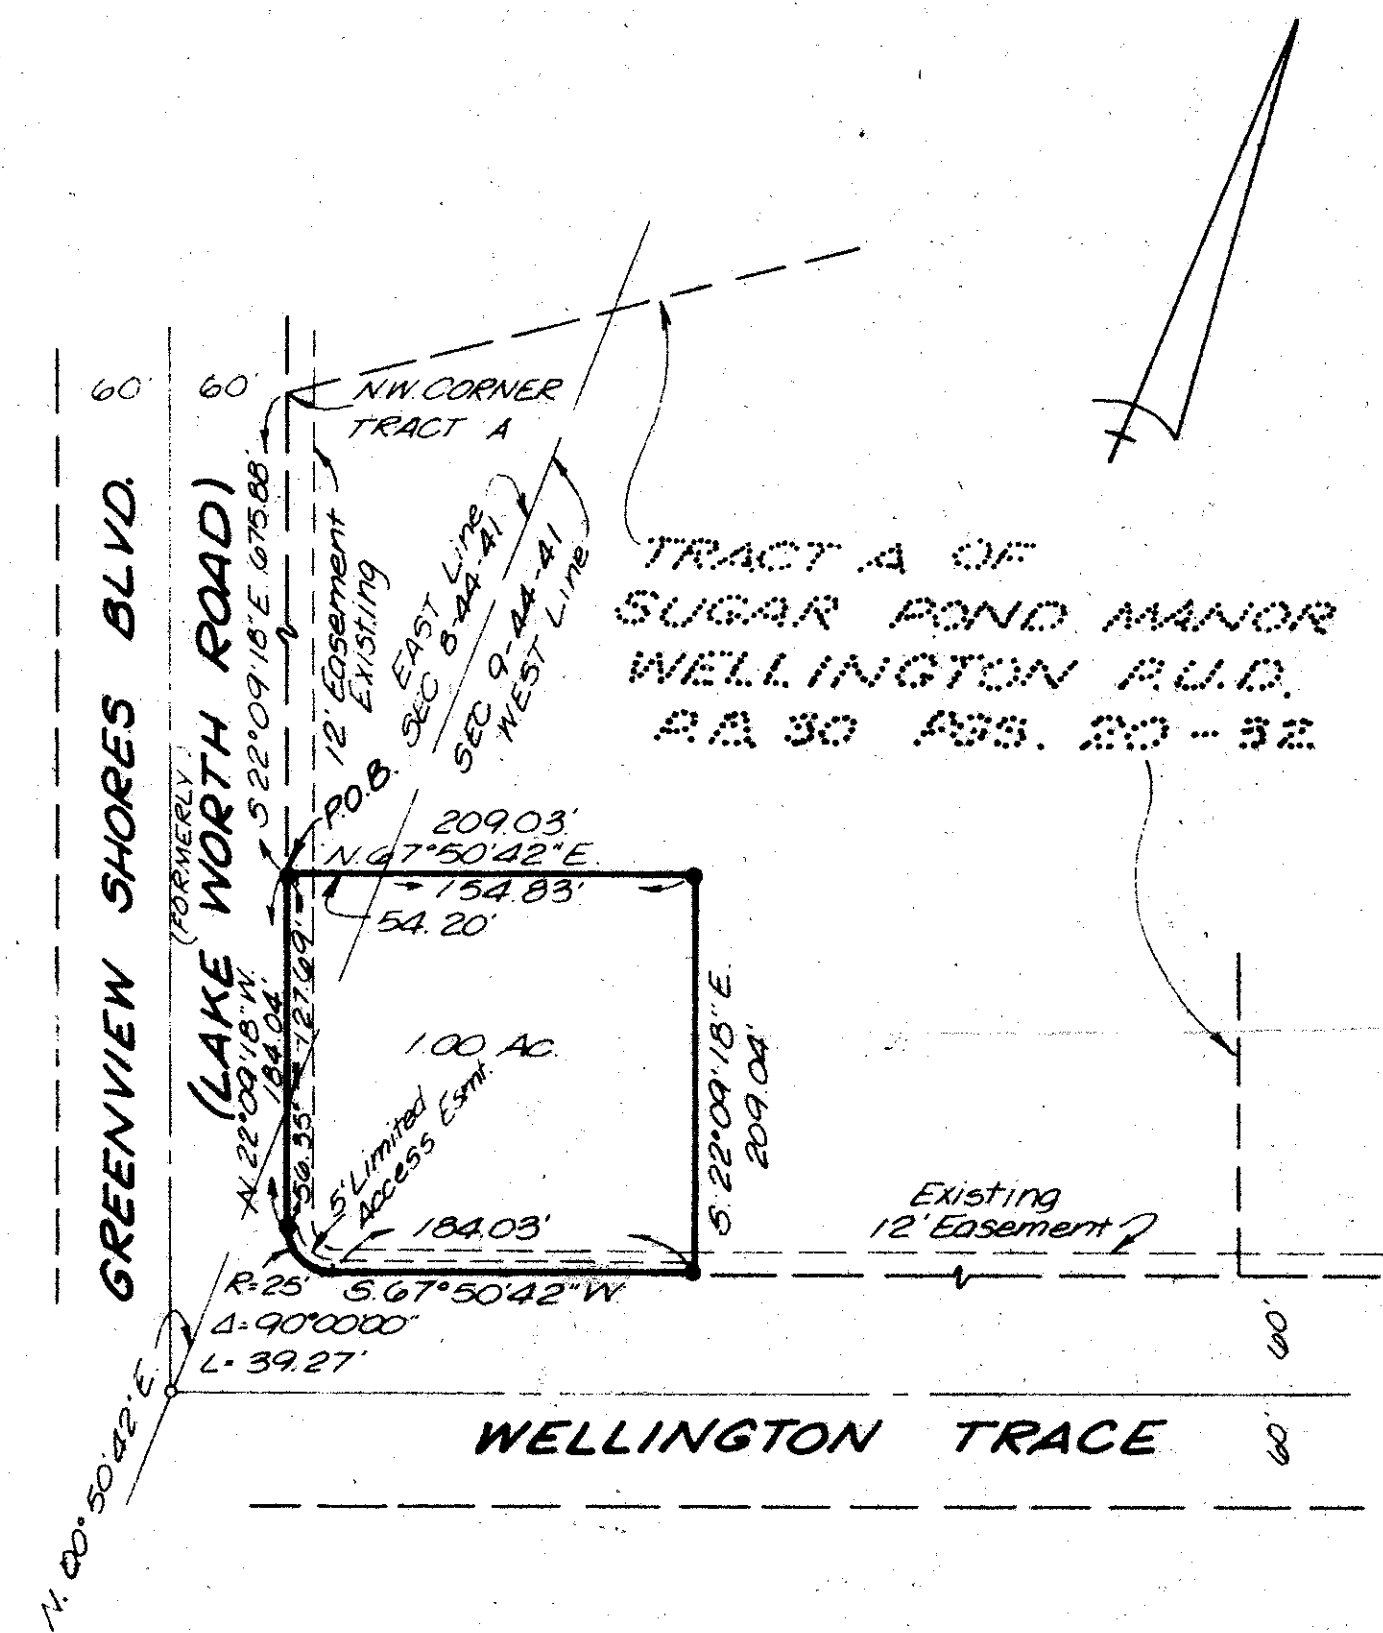 60' 60'
N.W. CORNER
TRACT A
GREENVIEW SHORES BLVD.
(FORMERLY
(LAKE WORTH ROAD)
S 22°09'18" E. 675.88'
12' Easement
Existing
EAST Line
SEC 8-44-41
SEC 9-44-41
WEST Line
TRACT A OF
SUGAR POND MANOR
WELLINGTON P.U.D.
P.B. 30 PGS. 20-32
P.O.B.
209.03'
N.67°50'42"E.
154.83'
54.20'
N.22°09'18"W.
184.04'
127.69'
56.35'
1.00 AC.
5' Limited
Access Esmt.
S. 22°09'18" E.
209.04'
184.03'
S.67°50'42"W
Existing
12' Easement
R=25'
Δ=90°00'00"
L=39.27'
N. 00°50'42" E.
60'
60'
WELLINGTON TRACE